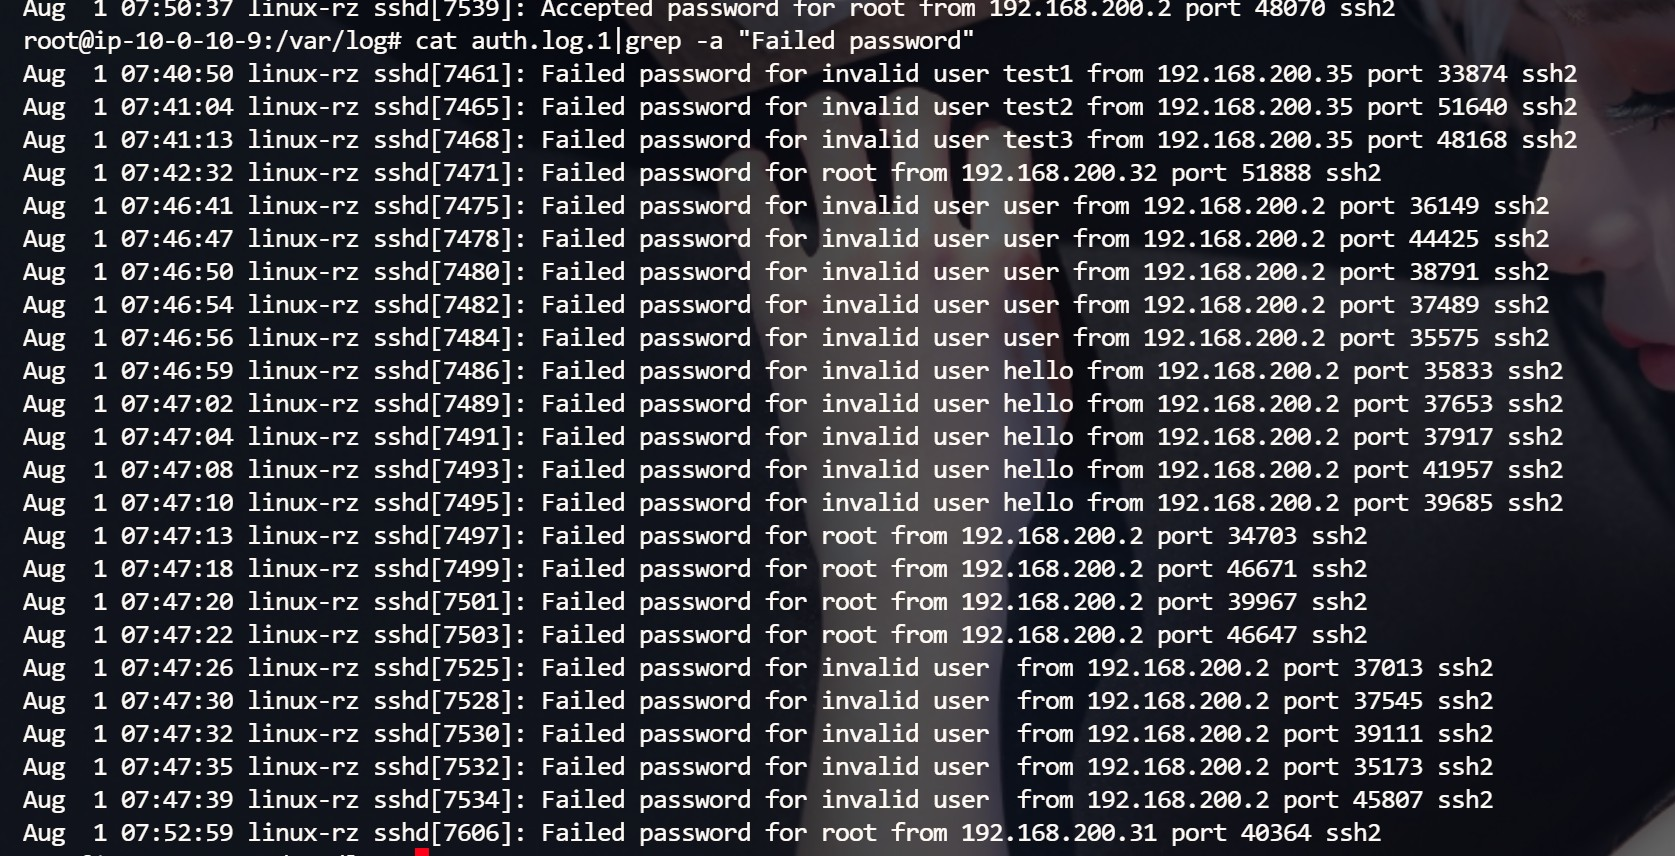 Aug  1 07:50:37 linux-rz sshd[7539]: Accepted password for root from 192.168.200.2 port 48070 ssh2
root@ip-10-0-10-9:/var/log# cat auth.log.1|grep -a "Failed password"
Aug  1 07:40:50 linux-rz sshd[7461]: Failed password for invalid user test1 from 192.168.200.35 port 33874 ssh2
Aug  1 07:41:04 linux-rz sshd[7465]: Failed password for invalid user test2 from 192.168.200.35 port 51640 ssh2
Aug  1 07:41:13 linux-rz sshd[7468]: Failed password for invalid user test3 from 192.168.200.35 port 48168 ssh2
Aug  1 07:42:32 linux-rz sshd[7471]: Failed password for root from 192.168.200.32 port 51888 ssh2
Aug  1 07:46:41 linux-rz sshd[7475]: Failed password for invalid user user from 192.168.200.2 port 36149 ssh2
Aug  1 07:46:47 linux-rz sshd[7478]: Failed password for invalid user user from 192.168.200.2 port 44425 ssh2
Aug  1 07:46:50 linux-rz sshd[7480]: Failed password for invalid user user from 192.168.200.2 port 38791 ssh2
Aug  1 07:46:54 linux-rz sshd[7482]: Failed password for invalid user user from 192.168.200.2 port 37489 ssh2
Aug  1 07:46:56 linux-rz sshd[7484]: Failed password for invalid user user from 192.168.200.2 port 35575 ssh2
Aug  1 07:46:59 linux-rz sshd[7486]: Failed password for invalid user hello from 192.168.200.2 port 35833 ssh2
Aug  1 07:47:02 linux-rz sshd[7489]: Failed password for invalid user hello from 192.168.200.2 port 37653 ssh2
Aug  1 07:47:04 linux-rz sshd[7491]: Failed password for invalid user hello from 192.168.200.2 port 37917 ssh2
Aug  1 07:47:08 linux-rz sshd[7493]: Failed password for invalid user hello from 192.168.200.2 port 41957 ssh2
Aug  1 07:47:10 linux-rz sshd[7495]: Failed password for invalid user hello from 192.168.200.2 port 39685 ssh2
Aug  1 07:47:13 linux-rz sshd[7497]: Failed password for root from 192.168.200.2 port 34703 ssh2
Aug  1 07:47:18 linux-rz sshd[7499]: Failed password for root from 192.168.200.2 port 46671 ssh2
Aug  1 07:47:20 linux-rz sshd[7501]: Failed password for root from 192.168.200.2 port 39967 ssh2
Aug  1 07:47:22 linux-rz sshd[7503]: Failed password for root from 192.168.200.2 port 46647 ssh2
Aug  1 07:47:26 linux-rz sshd[7525]: Failed password for invalid user  from 192.168.200.2 port 37013 ssh2
Aug  1 07:47:30 linux-rz sshd[7528]: Failed password for invalid user  from 192.168.200.2 port 37545 ssh2
Aug  1 07:47:32 linux-rz sshd[7530]: Failed password for invalid user  from 192.168.200.2 port 39111 ssh2
Aug  1 07:47:35 linux-rz sshd[7532]: Failed password for invalid user  from 192.168.200.2 port 35173 ssh2
Aug  1 07:47:39 linux-rz sshd[7534]: Failed password for invalid user  from 192.168.200.2 port 45807 ssh2
Aug  1 07:52:59 linux-rz sshd[7606]: Failed password for root from 192.168.200.31 port 40364 ssh2